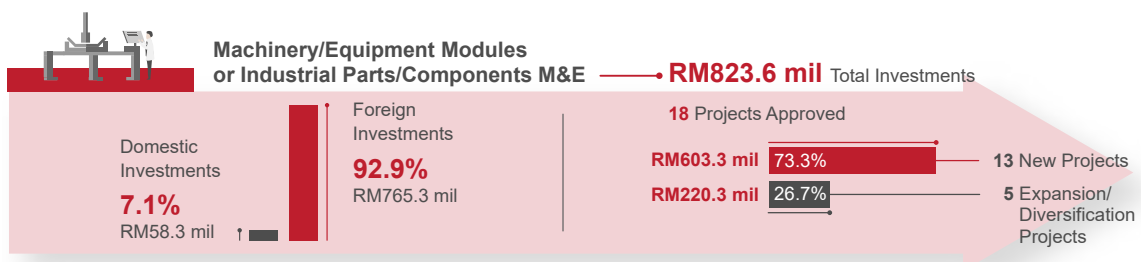 Machinery/Equipment Modules
or Industrial Parts/Components M&E
RM823.6 mil Total Investments
Domestic
Investments
7.1%
RM58.3 mil
Foreign
Investments
92.9%
RM765.3 mil
18 Projects Approved
RM603.3 mil 73.3% 13 New Projects
RM220.3 mil 26.7% 5 Expansion/
Diversification
Projects